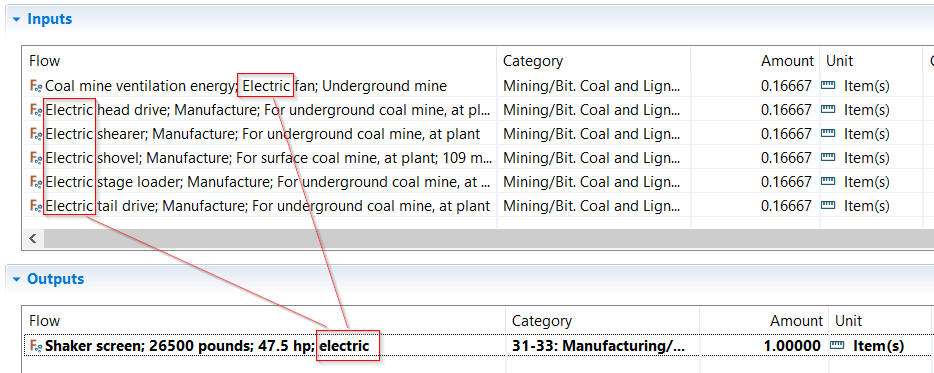 Inputs
Flow Category Amount Unit
Coal mine ventilation energy; Electric fan; Underground mine Mining/Bit. Coal and Lign... 0.16667 Item(s)
Electric head drive; Manufacture; For underground coal mine, at pl... Mining/Bit. Coal and Lign... 0.16667 Item(s)
Electric shearer; Manufacture; For underground coal mine, at plant Mining/Bit. Coal and Lign... 0.16667 Item(s)
Electric shovel; Manufacture; For surface coal mine, at plant; 109 m... Mining/Bit. Coal and Lign... 0.16667 Item(s)
Electric stage loader; Manufacture; For underground coal mine, at ... Mining/Bit. Coal and Lign... 0.16667 Item(s)
Electric tail drive; Manufacture; For underground coal mine, at plant Mining/Bit. Coal and Lign... 0.16667 Item(s)
Outputs
Flow Category Amount Unit
Shaker screen; 26500 pounds; 47.5 hp; electric 31-33: Manufacturing/... 1.00000 Item(s)